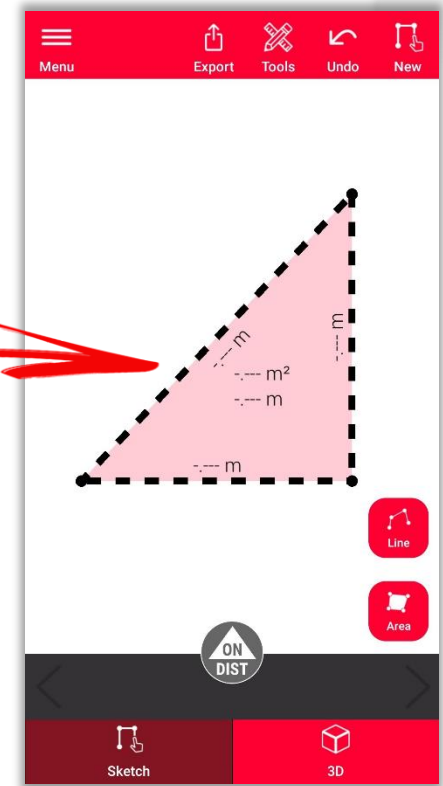 Menu
Export
Tools
Undo
New
-.--- m
-.--- m
-.--- m²
-.--- m
-.--- m
Line
Area
ON
DIST
Sketch
3D